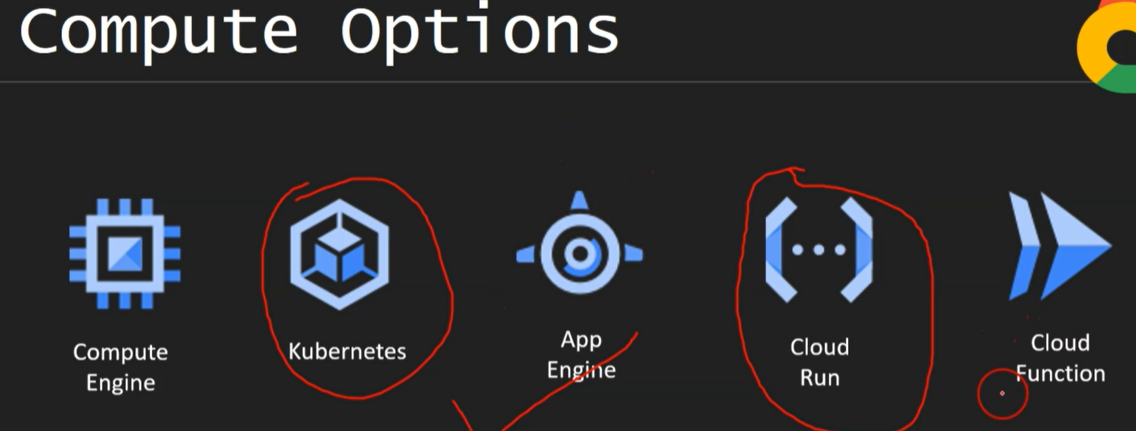 Compute Options
Compute
Engine
Kubernetes
App
Engine
Cloud
Run
Cloud
Function